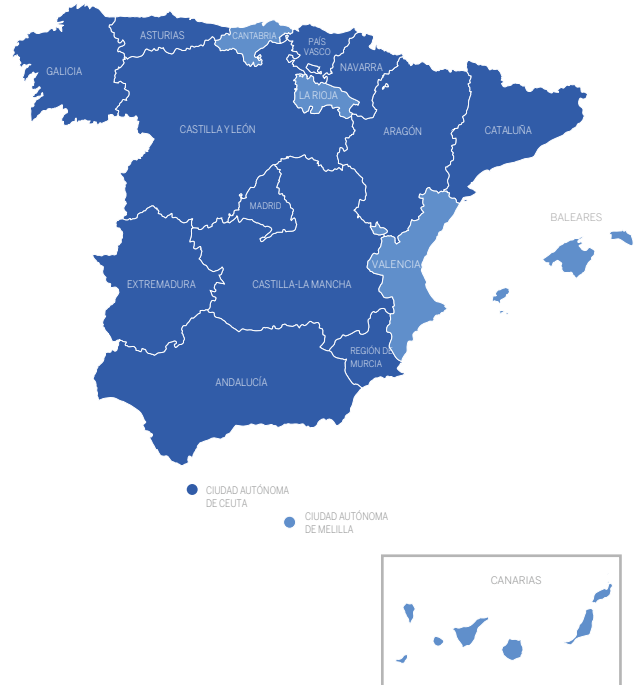 ASTURIAS
CANTABRIA
PAÍS
VASCO
NAVARRA
GALICIA
LA RIOJA
CASTILLA Y LEÓN
ARAGÓN
CATALUÑA
MADRID
BALEARES
VALENCIA
EXTREMADURA
CASTILLA-LA MANCHA
REGIÓN DE
MURCIA
ANDALUCÍA
CIUDAD AUTÓNOMA
DE CEUTA
CIUDAD AUTÓNOMA
DE MELILLA
CANARIAS